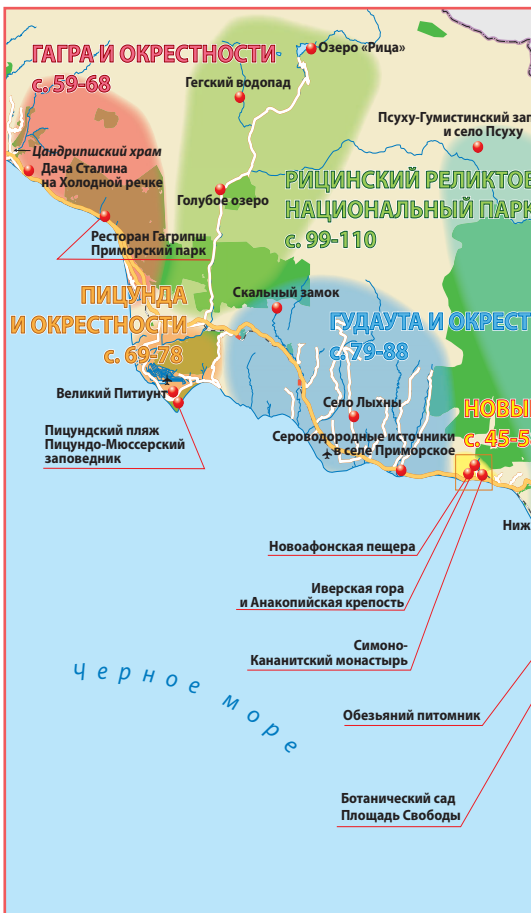 ГАГРА И ОКРЕСТНОСТИ
с. 59-68
Озеро «Рица»
Гегский водопад
Псуху-Гумистинский зап
и село Псуху
Цандрипшский храм
Дача Сталина
на Холодной речке
Голубое озеро
РИЦИНСКИЙ РЕЛИКТОВ
НАЦИОНАЛЬНЫЙ ПАРК
с. 99-110
Ресторан Гагрипш
Приморский парк
ПИЦУНДА
И ОКРЕСТНОСТИ
с. 69-78
Скальный замок
ГУДАУТА И ОКРЕСТ
с. 79-88
Великий Питиунт
Село Лыхны
НОВЫ
с. 45-5
Пицундский пляж
Пицундо-Мюссерский
заповедник
Сероводородные источники
в селе Приморское
Ниж
Новоафонская пещера
Иверская гора
и Анакопийская крепость
Симоно-
Кананитский монастырь
Черное море
Обезьяний питомник
Ботанический сад
Площадь Свободы